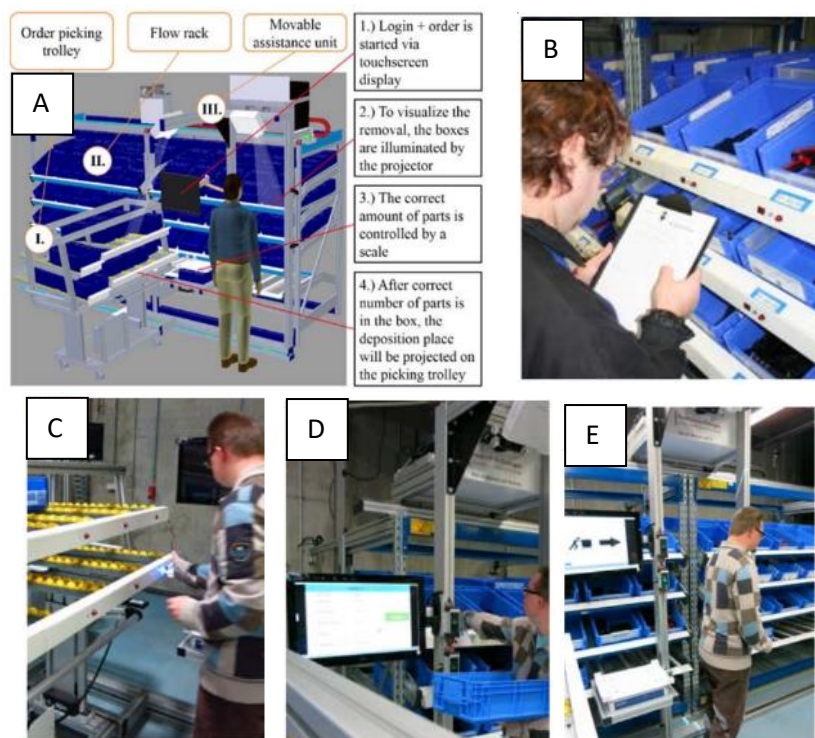 Order picking
trolley
Flow rack
Movable
assistance unit
A
I.
II.
III.
1.) Login + order is
started via
touchscreen
display
2.) To visualize the
removal, the boxes
are illuminated by
the projector
3.) The correct
amount of parts is
controlled by a
scale
4.) After correct
number of parts is
in the box, the
deposition place
will be projected on
the picking trolley
B
C
D
E